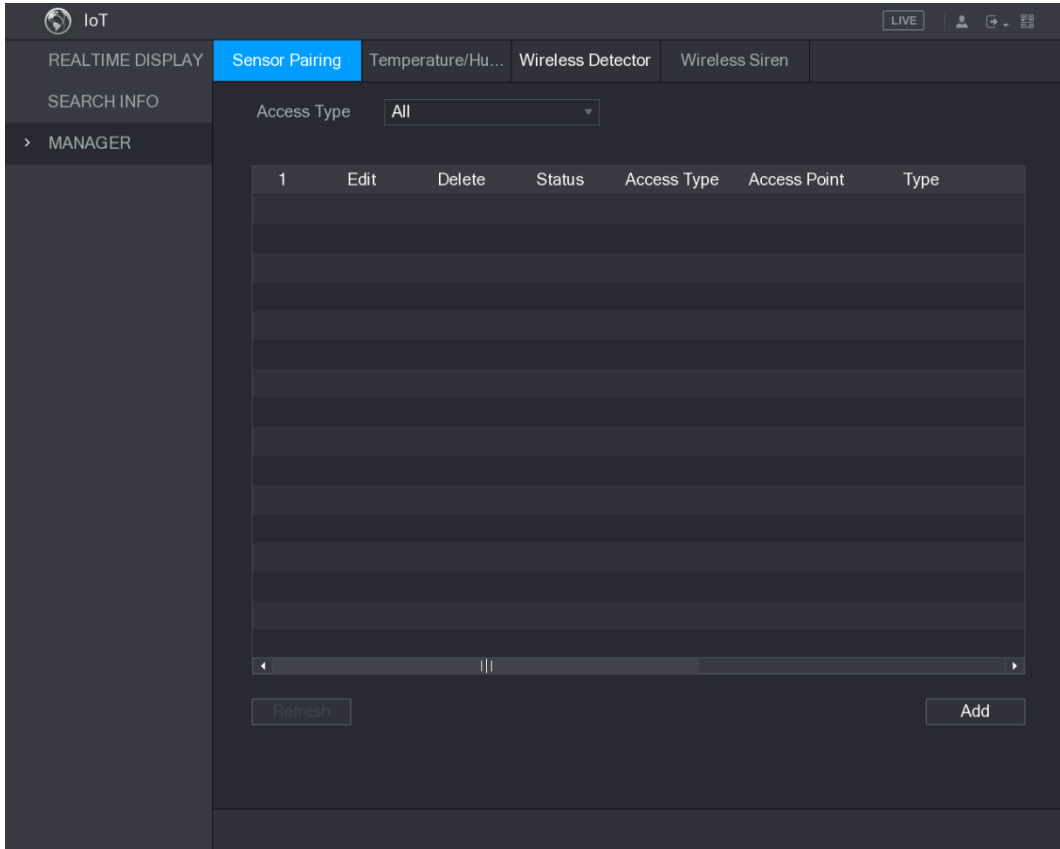 IoT
LIVE
REALTIME DISPLAY
SEARCH INFO
MANAGER
Sensor Pairing
Temperature/Hu...
Wireless Detector
Wireless Siren
Access Type
All
1 Edit Delete Status Access Type Access Point Type
Refresh
Add